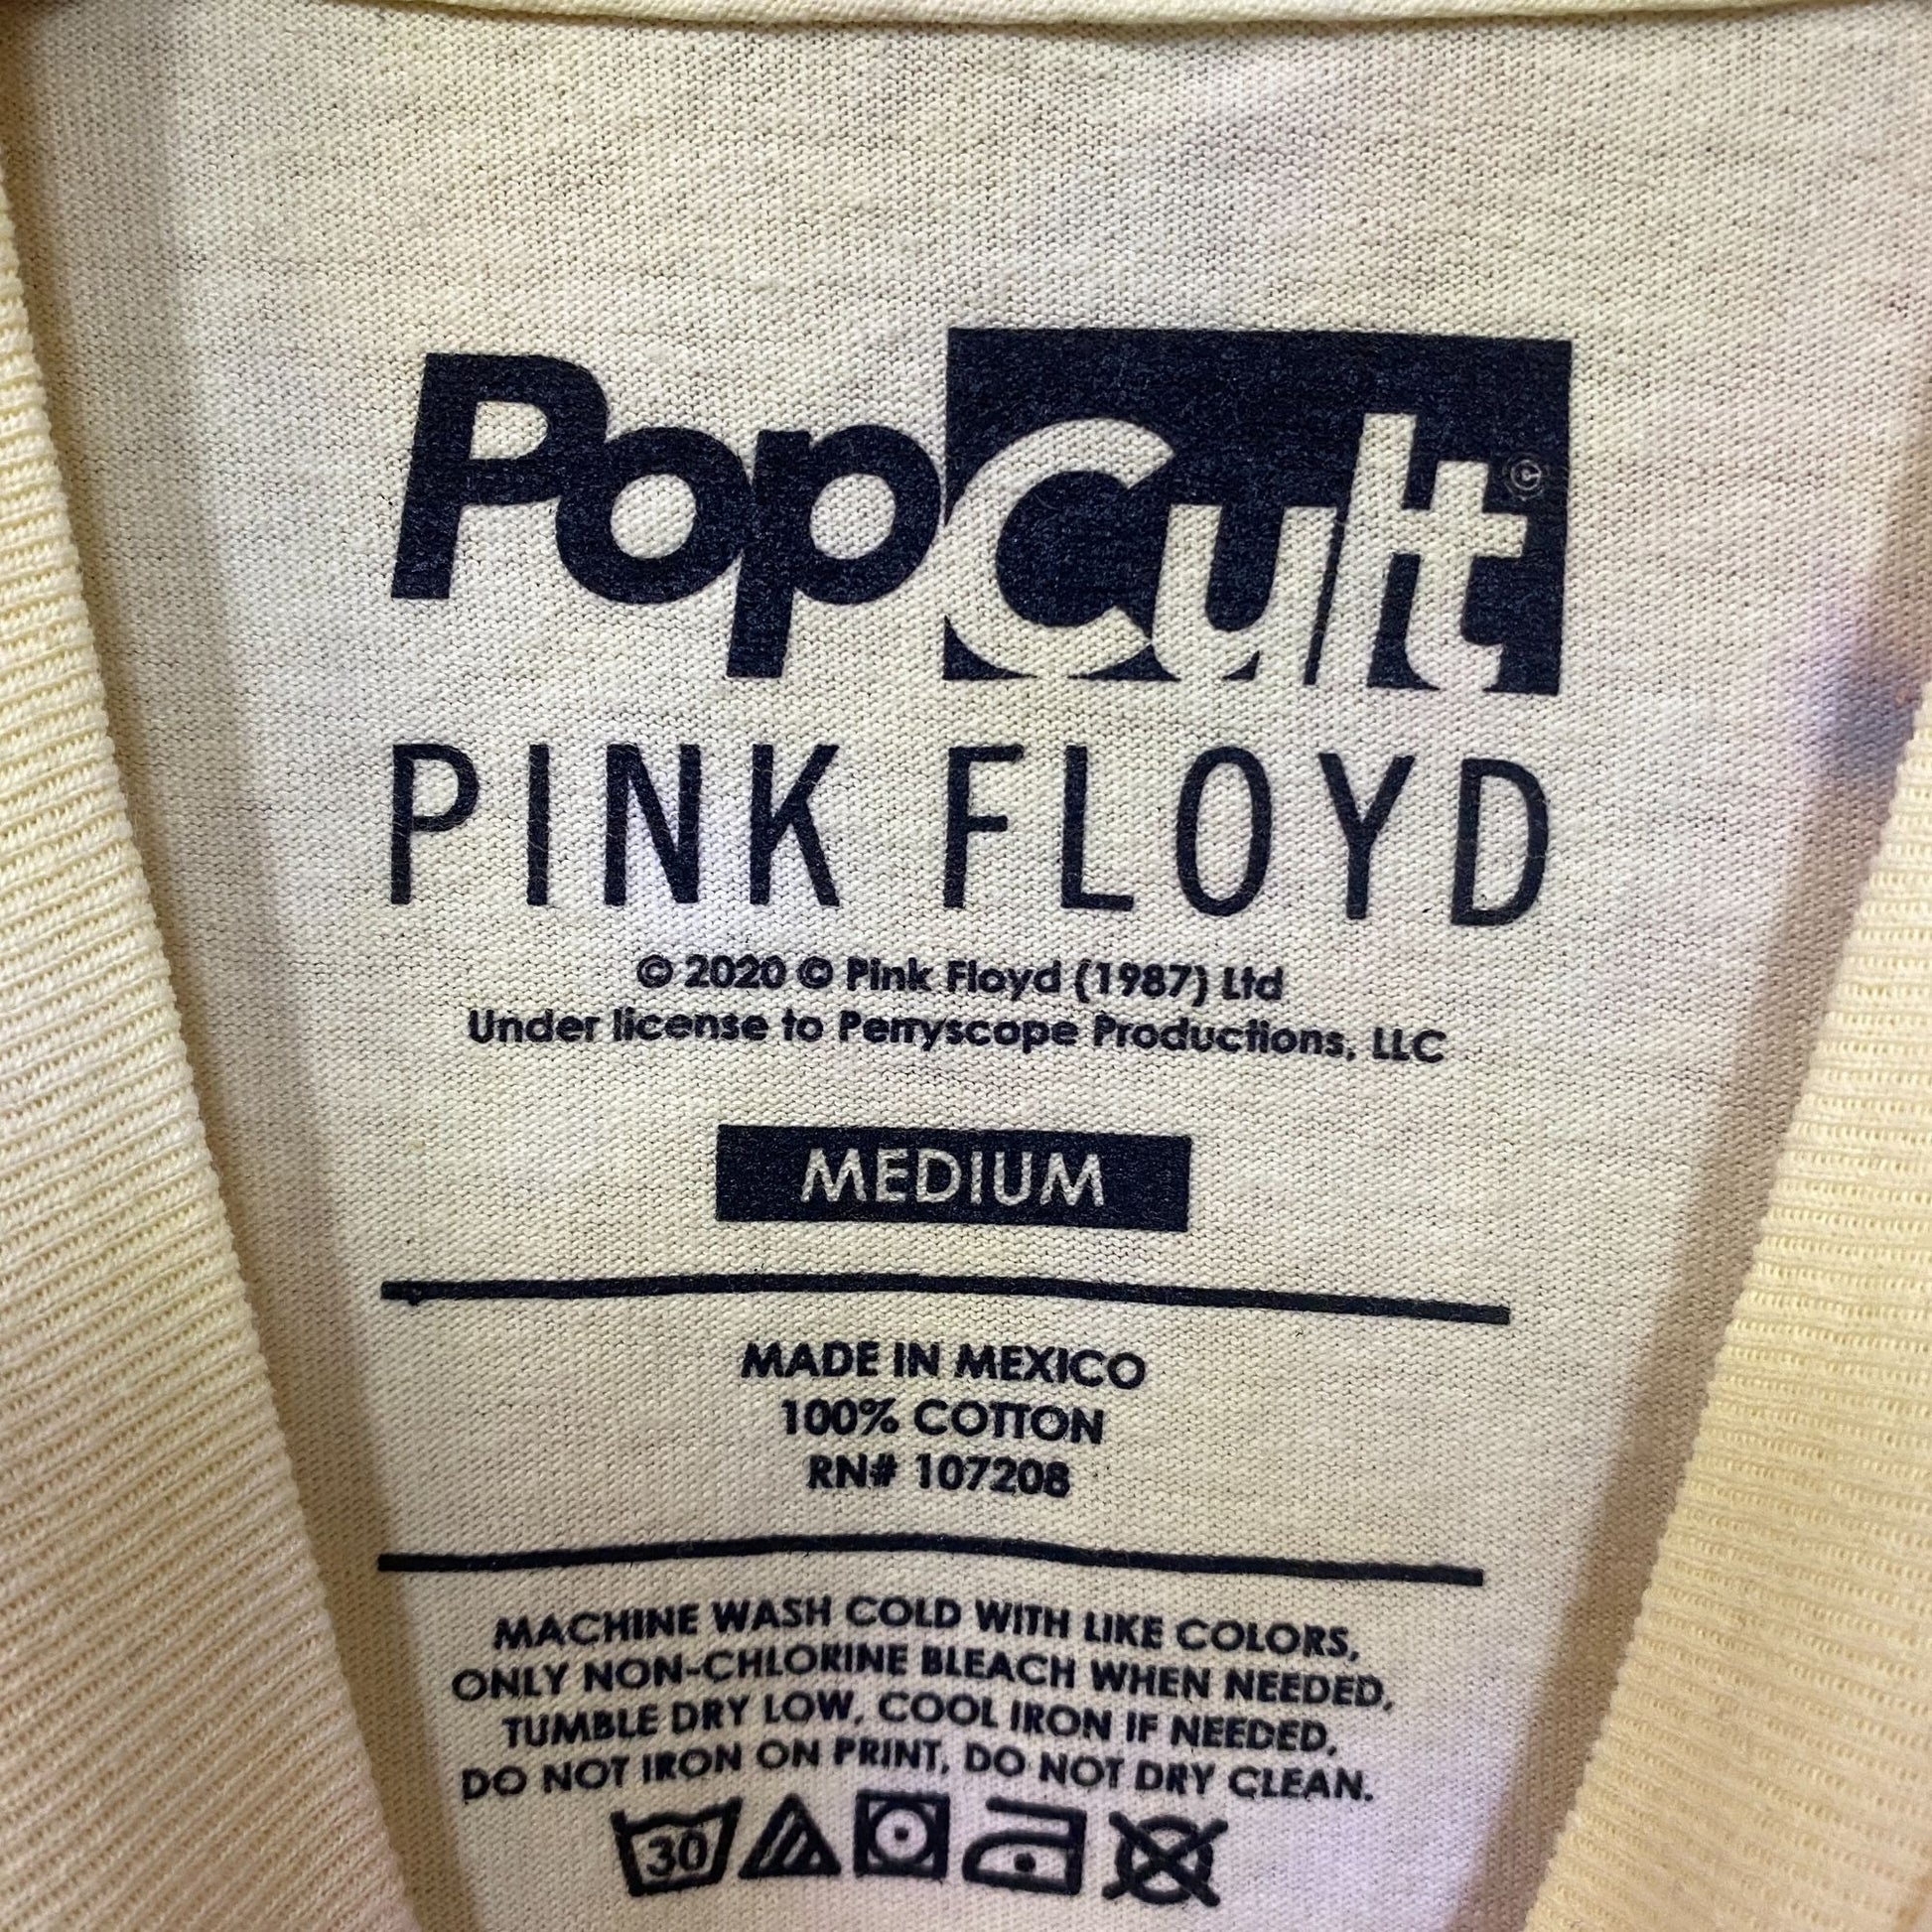 PopCult ©
PINK FLOYD
© 2020 © Pink Floyd (1987) Ltd
Under license to Perryscope Productions, LLC
MEDIUM
MADE IN MEXICO
100% COTTON
RN# 107208
MACHINE WASH COLD WITH LIKE COLORS,
ONLY NON-CHLORINE BLEACH WHEN NEEDED,
TUMBLE DRY LOW, COOL IRON IF NEEDED,
DO NOT IRON ON PRINT, DO NOT DRY CLEAN.
30